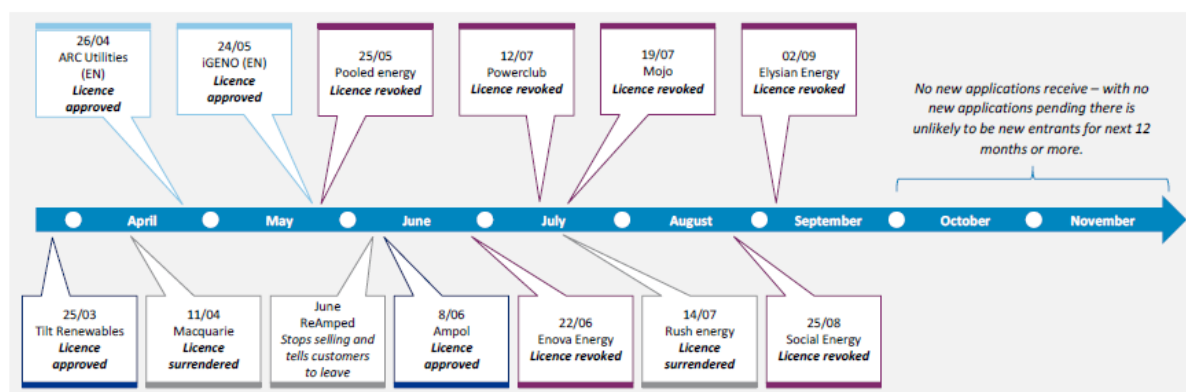 26/04
ARC Utilities
(EN)
Licence
approved
24/05
iGENO (EN)
Licence
approved
25/05
Pooled energy
Licence revoked
12/07
Powerclub
Licence revoked
19/07
Mojo
Licence revoked
02/09
Elysian Energy
Licence revoked
No new applications receive – with no
new applications pending there is
unlikely to be new entrants for next 12
months or more.
April
May
June
July
August
September
October
November
25/03
Tilt Renewables
Licence
approved
11/04
Macquarie
Licence
surrendered
June
ReAmped
Stops selling and
tells customers
to leave
8/06
Ampol
Licence
approved
22/06
Enova Energy
Licence revoked
14/07
Rush energy
Licence
surrendered
25/08
Social Energy
Licence revoked